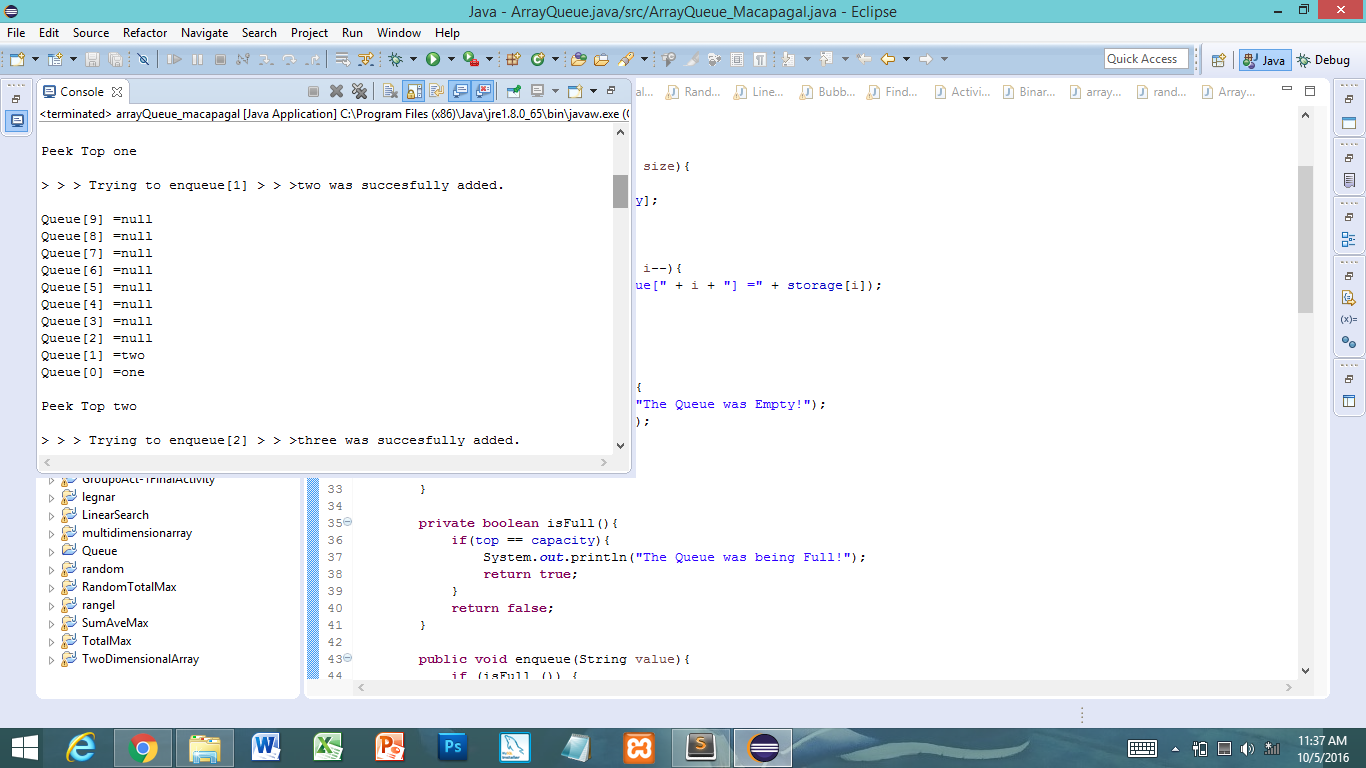 Java - ArrayQueue.java/src/ArrayQueue_Macapagal.java - Eclipse
File Edit Source Refactor Navigate Search Project Run Window Help
Quick Access
Java
Debug
Console
al... Rand... Line... Bubb... Find... Activi... Binar... array... rand... Array...
<terminated> arrayQueue_macapagal [Java Application] C:\Program Files (x86)\Java\jre1.8.0_65\bin\javaw.exe (
Peek Top one
> > > Trying to enqueue[1] > > >two was succesfully added.
Queue[9] =null
Queue[8] =null
Queue[7] =null
Queue[6] =null
Queue[5] =null
Queue[4] =null
Queue[3] =null
Queue[2] =null
Queue[1] =two
Queue[0] =one
Peek Top two
> > > Trying to enqueue[2] > > >three was succesfully added.
size){
y];
i--){
ue[" + i + "] =" + storage[i]);
{
"The Queue was Empty!");
);
(x)=
GroupoAct-1FinalActivity
legnar
LinearSearch
multidimensionarray
Queue
random
RandomTotalMax
rangel
SumAveMax
TotalMax
TwoDimensionalArray
33 }
34
35 private boolean isFull(){
36 if(top == capacity){
37 System.out.println("The Queue was being Full!");
38 return true;
39 }
40 return false;
41 }
42
43 public void enqueue(String value){
44 if (isFull ()) {
11:37 AM
10/5/2016